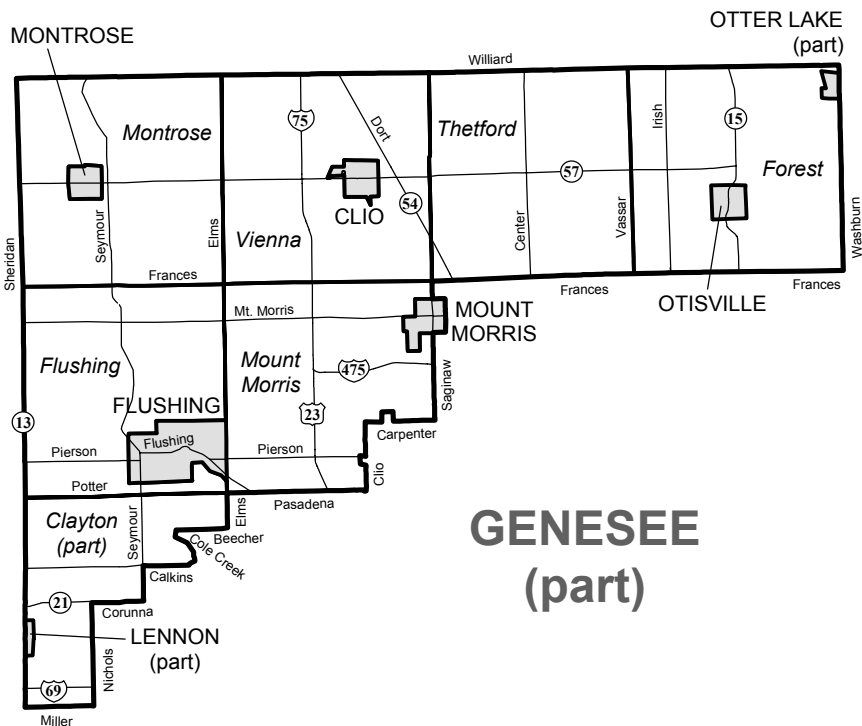 OTTER LAKE
(part)
MONTROSE
Williard
75
Dort
Irish
15
Montrose
Thetford
57
Forest
Seymour
Elms
CLIO
54
Center
Vassar
Washburn
Sheridan
Vienna
Frances
Frances
Frances
OTISVILLE
Mt. Morris
MOUNT
MORRIS
Flushing
Mount
Morris
475
Saginaw
13
FLUSHING
23
Carpenter
Pierson
Flushing
Pierson
Clio
Potter
Pasadena
Elms
Clayton
(part)
Seymour
Beecher
Cole Creek
GENESEE
(part)
Calkins
21
Corunna
LENNON
(part)
Nichols
69
Miller